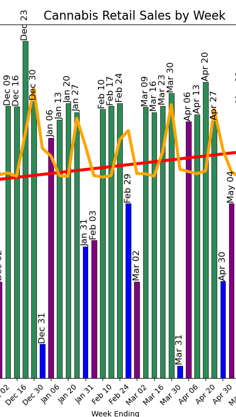 Cannabis Retail Sales by Week
Dec 09
Dec 16
Dec 23
Dec 30
Dec 31
Jan 06
Jan 13
Jan 20
Jan 27
Jan 31
Feb 03
Feb 10
Feb 17
Feb 24
Feb 29
Mar 02
Mar 09
Mar 16
Mar 23
Mar 30
Mar 31
Apr 06
Apr 13
Apr 20
Apr 27
Apr 30
May 04
02
Dec 16
Dec 30
Jan 06
Jan 20
Jan 31
Feb 10
Feb 24
Mar 02
Mar 16
Mar 30
Apr 06
Apr 20
Apr 30
Week Ending